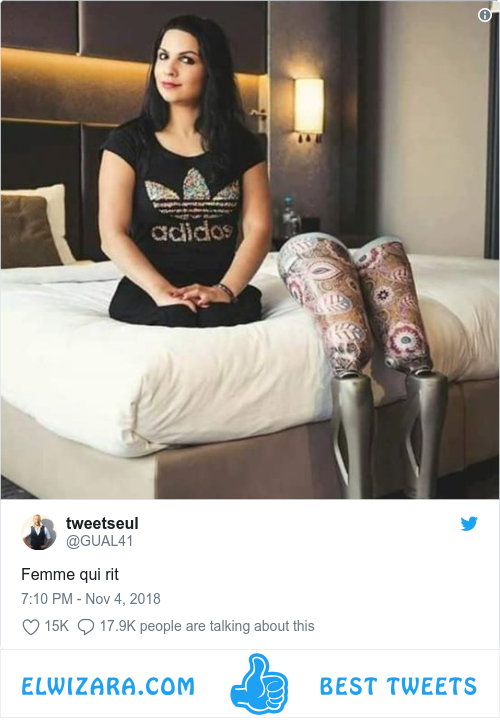 adidas
tweetseul
@GUAL41
Femme qui rit
7:10 PM - Nov 4, 2018
15K 17.9K people are talking about this
ELWIZARA.COM BEST TWEETS